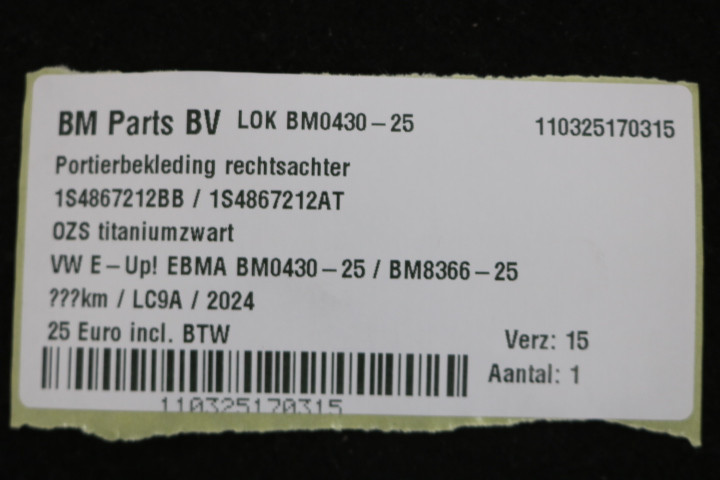 BM Parts BV LOK BM0430-25 110325170315
Portierbekleding rechtsachter
1S4867212BB / 1S4867212AT
OZS titaniumzwart
VW E-Up! EBMA BM0430-25 / BM8366-25
???km / LC9A / 2024
25 Euro incl. BTW Verz: 15
Aantal: 1
110325170315